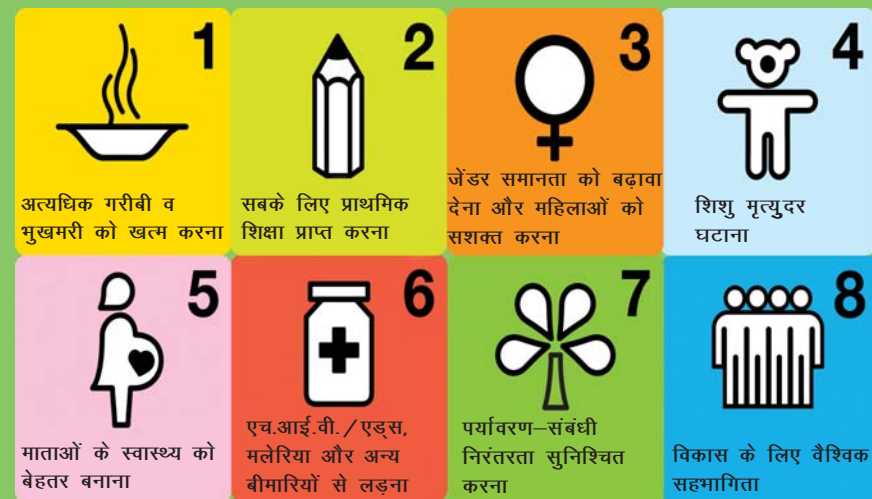 1
अत्यधिक गरीबी व
भुखमरी को खत्म करना
2
सबके लिए प्राथमिक
शिक्षा प्राप्त करना
3
जेंडर समानता को बढ़ावा
देना और महिलाओं को
सशक्त करना
4
शिशु मृत्युदर
घटाना
5
माताओं के स्वास्थ्य को
बेहतर बनाना
6
एच.आई.वी./एड्स,
मलेरिया और अन्य
बीमारियों से लड़ना
7
पर्यावरण–संबंधी
निरंतरता सुनिश्चित
करना
8
विकास के लिए वैश्विक
सहभागिता